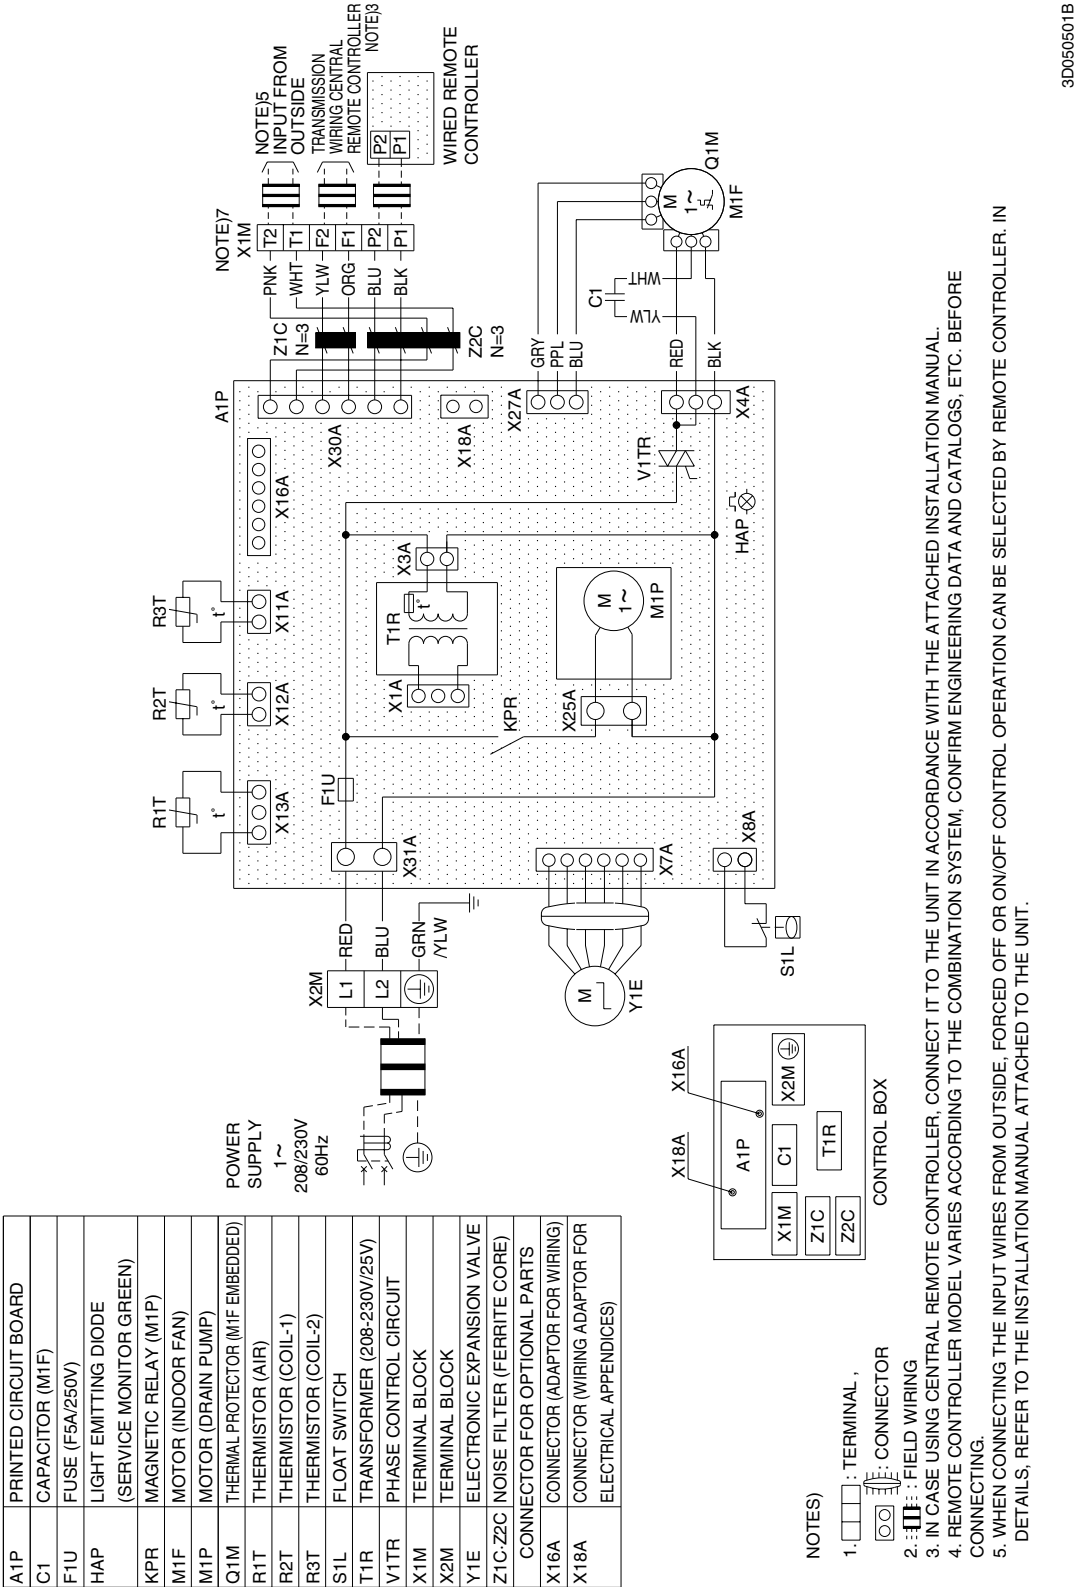 A1P PRINTED CIRCUIT BOARD
C1 CAPACITOR (M1F)
F1U FUSE (F5A/250V)
HAP LIGHT EMITTING DIODE
(SERVICE MONITOR GREEN)
KPR MAGNETIC RELAY (M1P)
M1F MOTOR (INDOOR FAN)
M1P MOTOR (DRAIN PUMP)
Q1M THERMAL PROTECTOR (M1F EMBEDDED)
R1T THERMISTOR (AIR)
R2T THERMISTOR (COIL-1)
R3T THERMISTOR (COIL-2)
S1L FLOAT SWITCH
T1R TRANSFORMER (208-230V/25V)
V1TR PHASE CONTROL CIRCUIT
X1M TERMINAL BLOCK
X2M TERMINAL BLOCK
Y1E ELECTRONIC EXPANSION VALVE
Z1C·Z2C NOISE FILTER (FERRITE CORE)
CONNECTOR FOR OPTIONAL PARTS
X16A CONNECTOR (ADAPTOR FOR WIRING)
X18A CONNECTOR (WIRING ADAPTOR FOR
ELECTRICAL APPENDICES)
POWER
SUPPLY
1~
208/230V
60Hz
X2M
L1
L2
RED
BLU
GRN
/YLW
X31A
F1U
R1T
t°
X13A
R2T
t°
X12A
R3T
t°
X11A
X16A
A1P
X30A
X18A
X27A
X4A
X1A
T1R
t°
X3A
KPR
X25A
M
1~
M1P
V1TR
HAP
X7A
X8A
M
Y1E
S1L
Z1C
N=3
Z2C
N=3
PNK
WHT
YLW
ORG
BLU
BLK
NOTE)7
X1M
T2
T1
F2
F1
P2
P1
NOTE)5
INPUT FROM
OUTSIDE
TRANSMISSION
WIRING CENTRAL
REMOTE CONTROLLER
NOTE)3
P2
P1
WIRED REMOTE
CONTROLLER
GRY
PPL
BLU
C1
YLW
WHT
RED
BLK
M
1~
Q1M
M1F
X18A
X16A
A1P
X1M
C1
X2M
Z1C
T1R
Z2C
CONTROL BOX
NOTES)
1. : TERMINAL ,
: CONNECTOR
2. : FIELD WIRING
3. IN CASE USING CENTRAL REMOTE CONTROLLER, CONNECT IT TO THE UNIT IN ACCORDANCE WITH THE ATTACHED INSTALLATION MANUAL.
4. REMOTE CONTROLLER MODEL VARIES ACCORDING TO THE COMBINATION SYSTEM, CONFIRM ENGINEERING DATA AND CATALOGS, ETC. BEFORE
CONNECTING.
5. WHEN CONNECTING THE INPUT WIRES FROM OUTSIDE, FORCED OFF OR ON/OFF CONTROL OPERATION CAN BE SELECTED BY REMOTE CONTROLLER. IN
DETAILS, REFER TO THE INSTALLATION MANUAL ATTACHED TO THE UNIT.
3D050501B